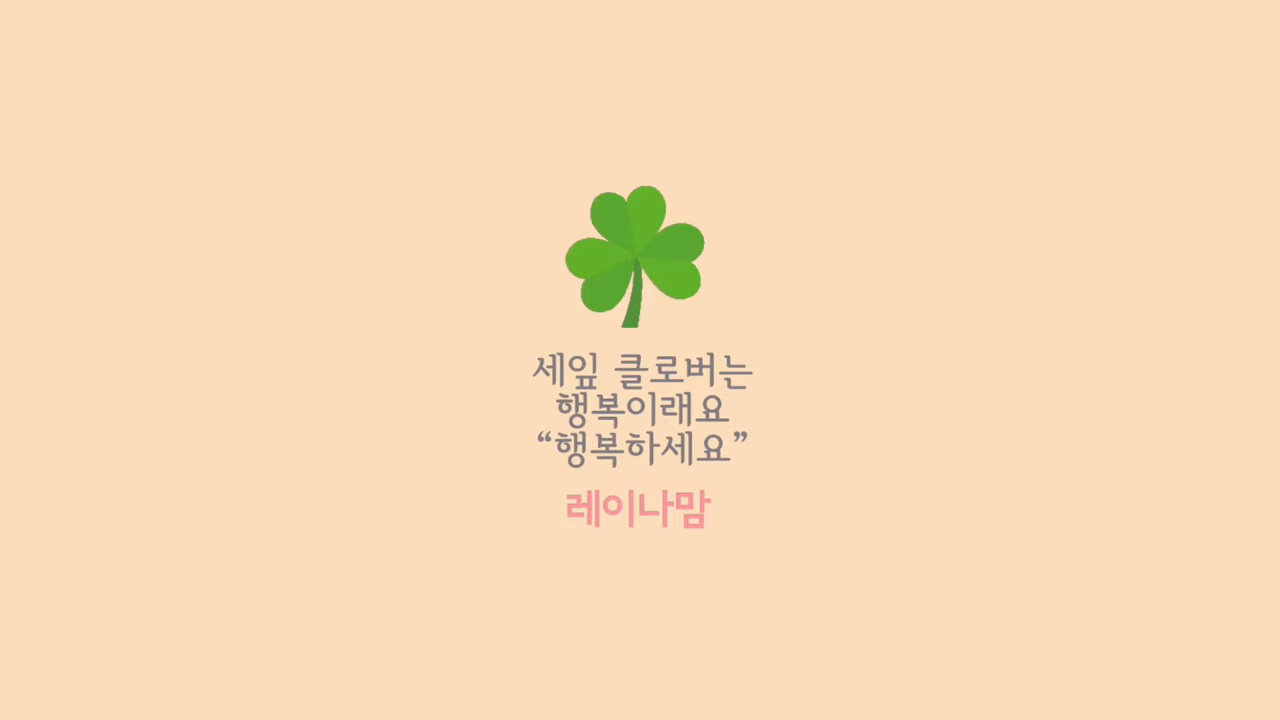 세잎 클로버는
행복이래요
“행복하세요”
레이나맘